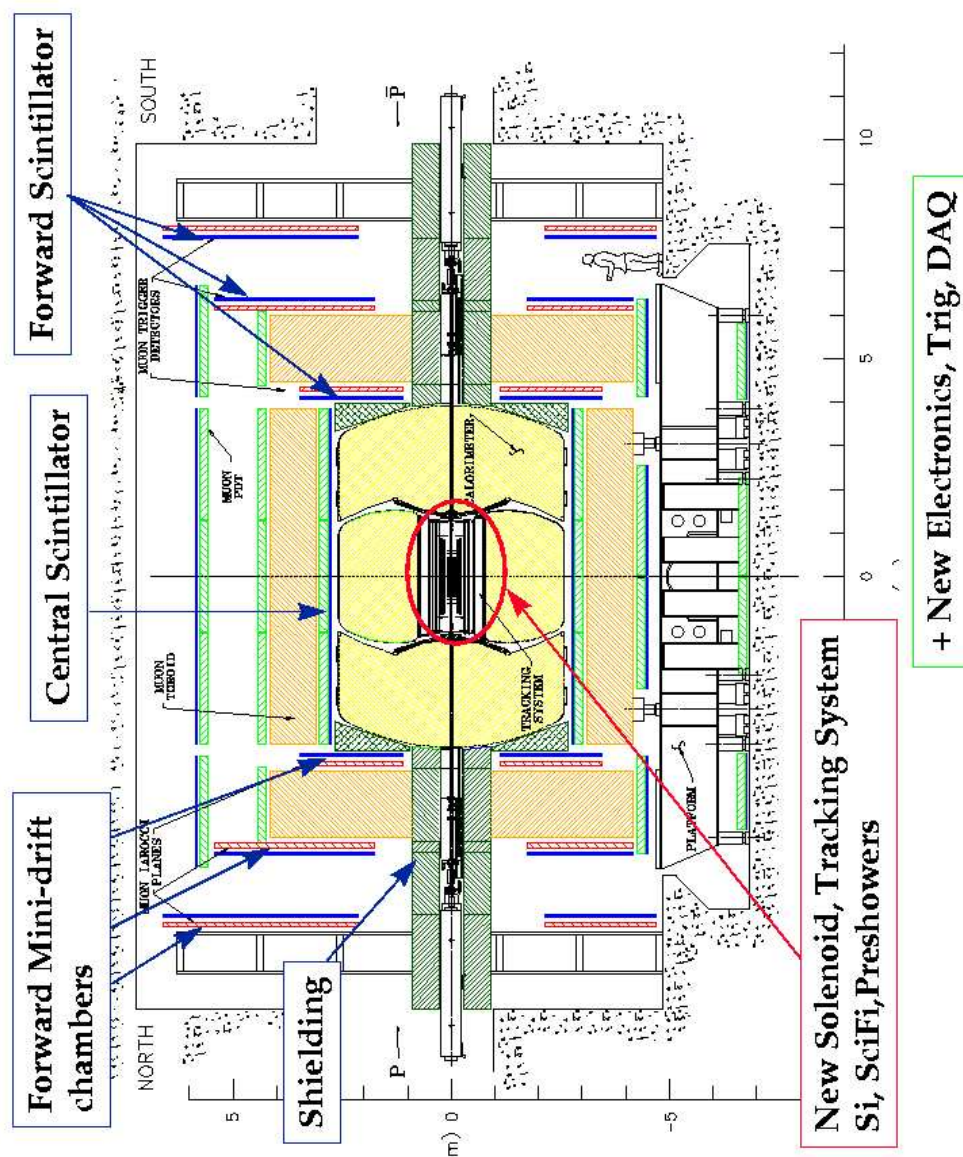 Forward Mini-drift
chambers
Central Scintillator
Forward Scintillator
NORTH
SOUTH
MUON
PLANES
MUON
TOROID
MUON
PDT
MUON TRIGGER
DETECTORS
5
Shielding
P
P̄
m) 0
CALORIMETER
TRACKING
SYSTEM
-5
PLATFORM
0
5
10
New Solenoid, Tracking System
Si, SciFi,Preshowers
+ New Electronics, Trig, DAQ